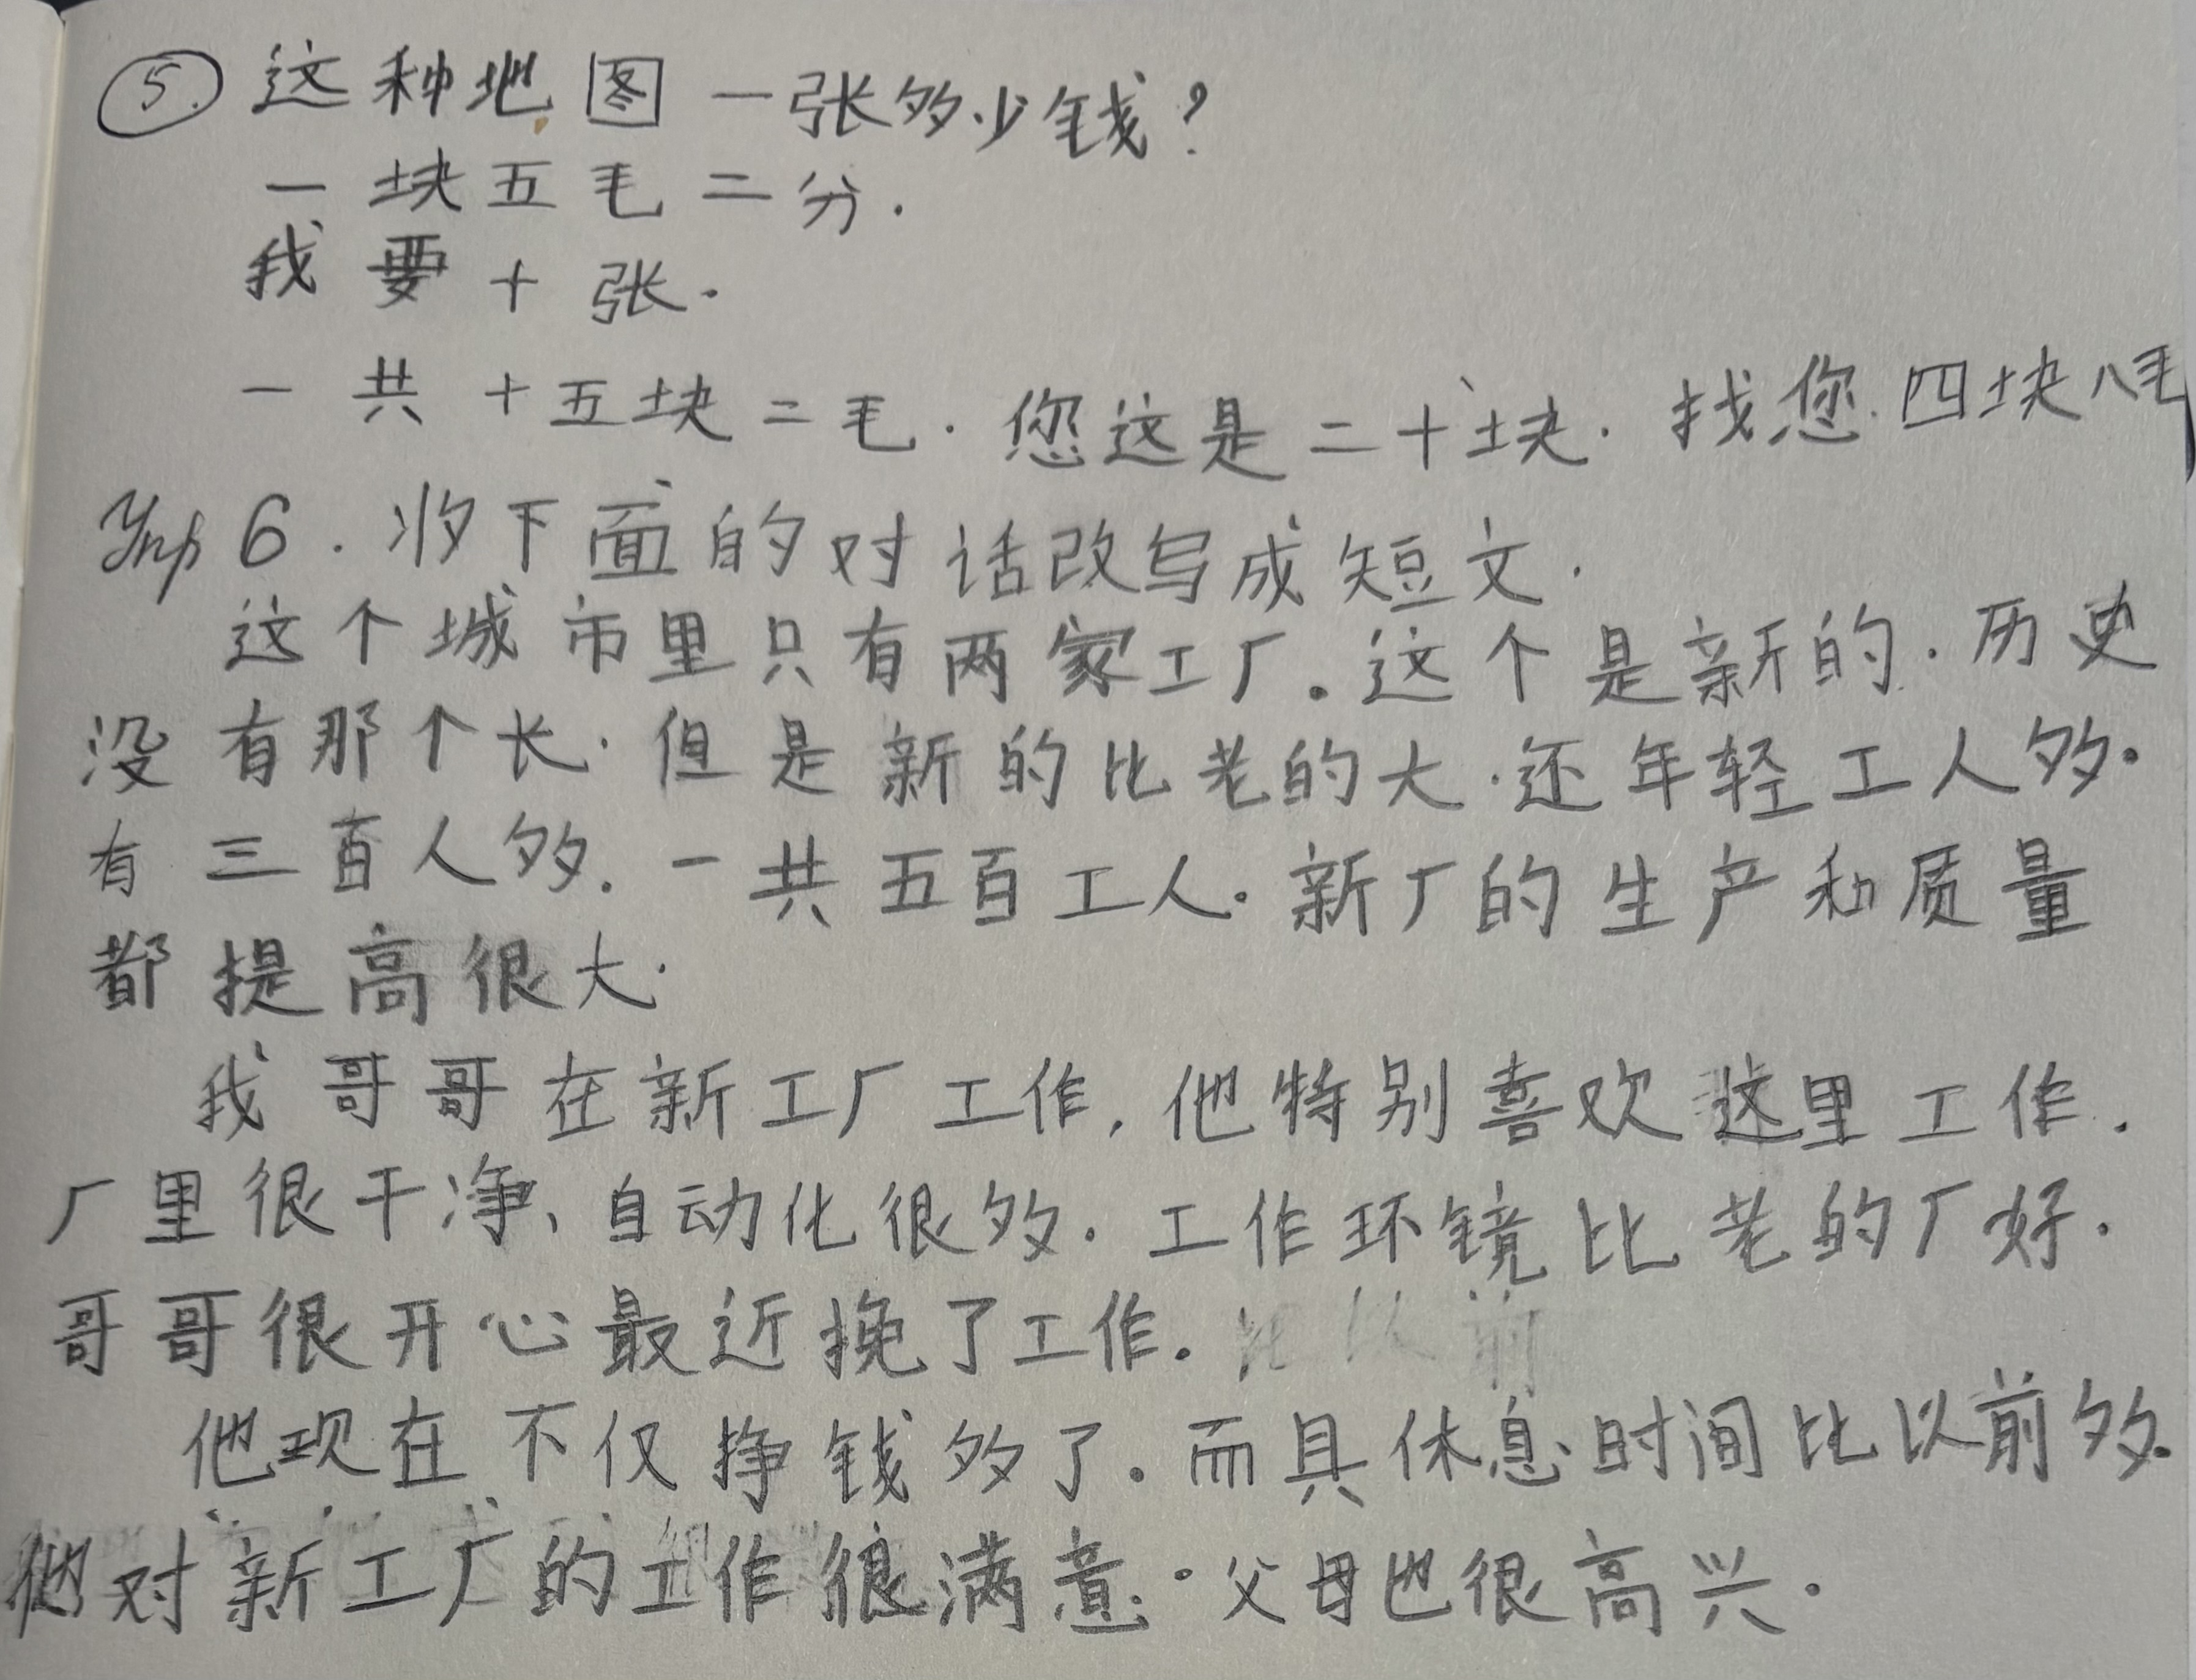 ⑤ 这种地图一张多少钱?
一块五毛二分.
我要十张.
一共十五块二毛. 您这是二十块. 找您四块八毛
Упр 6. 将下面的对话改写成短文.
这个城市里只有两家工厂。这个是新的. 历史
没有那个长. 但是新的比老的大. 还年轻工人多.
有三百人多. 一共五百工人. 新厂的生产和质量
都提高很大.
我哥哥在新工厂工作, 他特别喜欢这里工作.
厂里很干净、自动化很多. 工作环镜比老的厂好.
哥哥很开心最近挽了工作. 比以前
他现在不仅挣钱多了. 而具休息时间比以前多.
他对新工厂的工作很满意. 父母也很高兴.